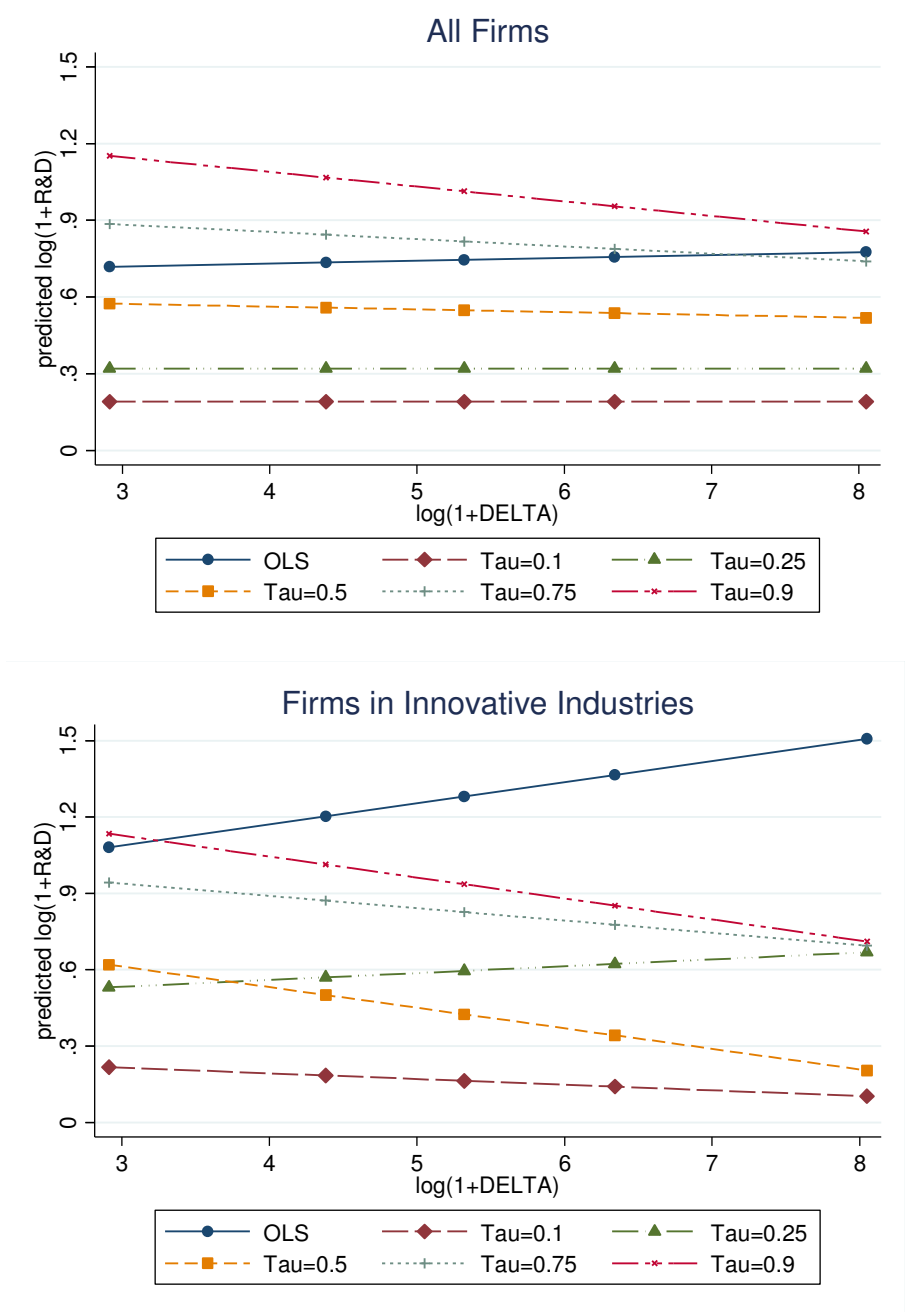 All Firms
predicted log(1+R&D)
1.5
1.2
.9
.6
.3
0
3 4 5 6 7 8
log(1+DELTA)
OLS Tau=0.1 Tau=0.25
Tau=0.5 Tau=0.75 Tau=0.9
Firms in Innovative Industries
predicted log(1+R&D)
1.5
1.2
.9
.6
.3
0
3 4 5 6 7 8
log(1+DELTA)
OLS Tau=0.1 Tau=0.25
Tau=0.5 Tau=0.75 Tau=0.9